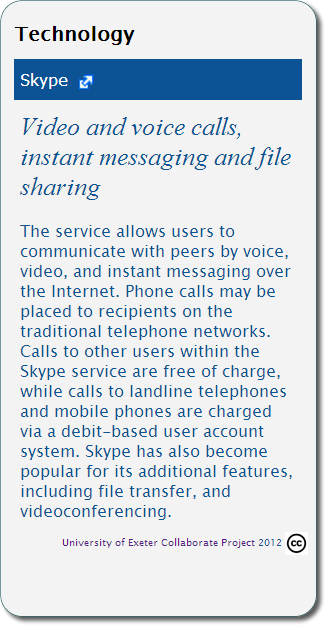 Technology
Skype
Video and voice calls,
instant messaging and file
sharing
The service allows users to
communicate with peers by voice,
video, and instant messaging over
the Internet. Phone calls may be
placed to recipients on the
traditional telephone networks.
Calls to other users within the
Skype service are free of charge,
while calls to landline telephones
and mobile phones are charged
via a debit-based user account
system. Skype has also become
popular for its additional features,
including file transfer, and
videoconferencing.
University of Exeter Collaborate Project 2012 cc